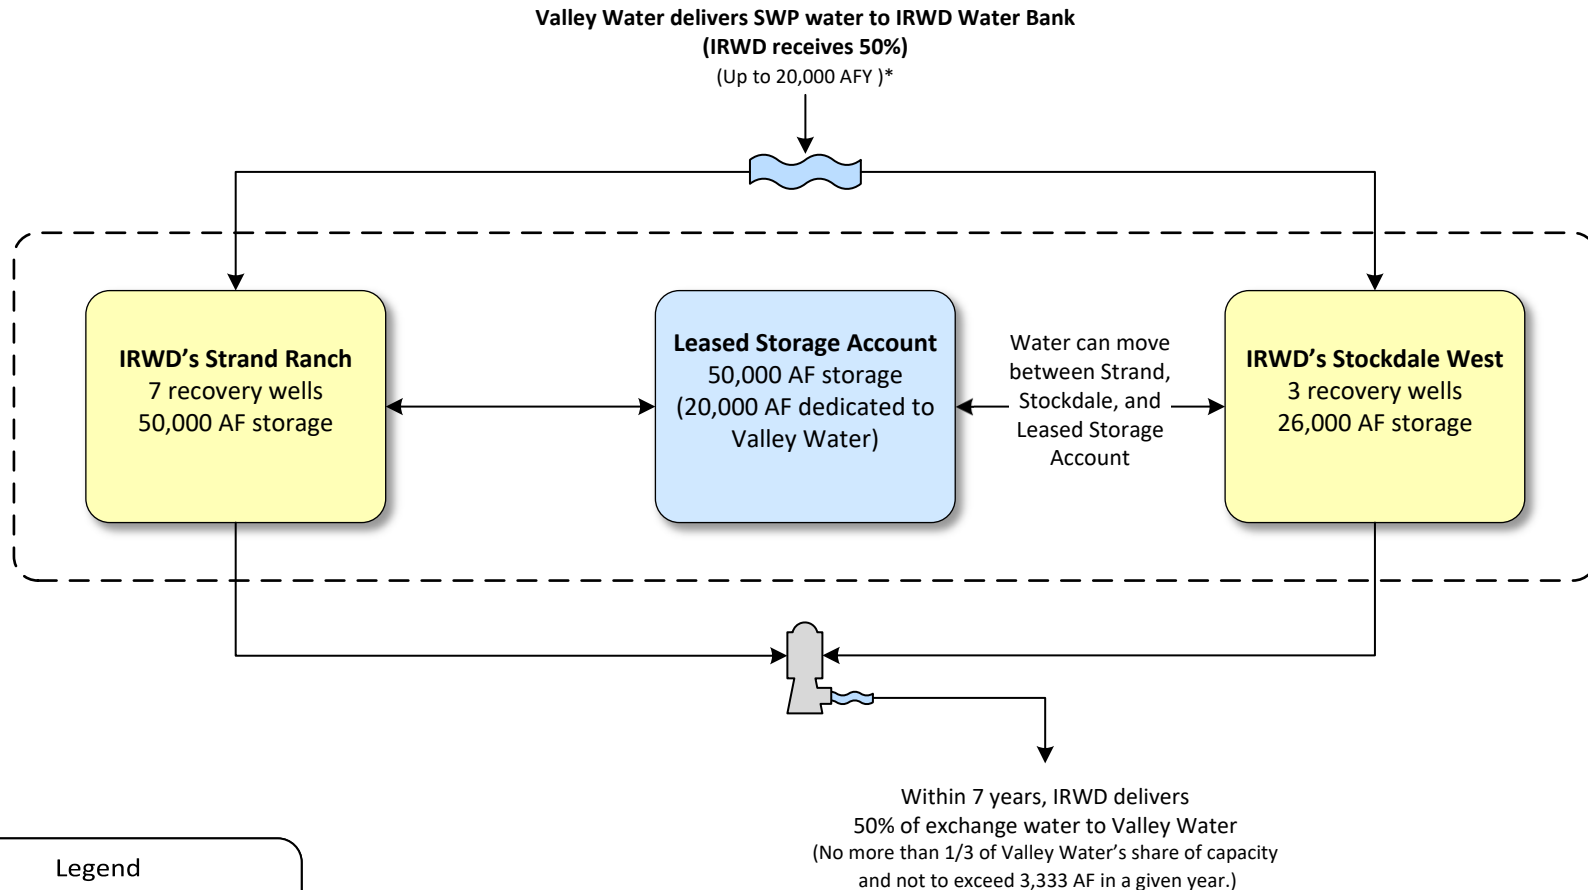 Valley Water delivers SWP water to IRWD Water Bank
(IRWD receives 50%)
(Up to 20,000 AFY )*
IRWD’s Strand Ranch
7 recovery wells
50,000 AF storage
Leased Storage Account
50,000 AF storage
(20,000 AF dedicated to
Valley Water)
Water can move
between Strand,
Stockdale, and
Leased Storage
Account
IRWD’s Stockdale West
3 recovery wells
26,000 AF storage
Within 7 years, IRWD delivers
50% of exchange water to Valley Water
(No more than 1/3 of Valley Water’s share of capacity
and not to exceed 3,333 AF in a given year.)
Legend